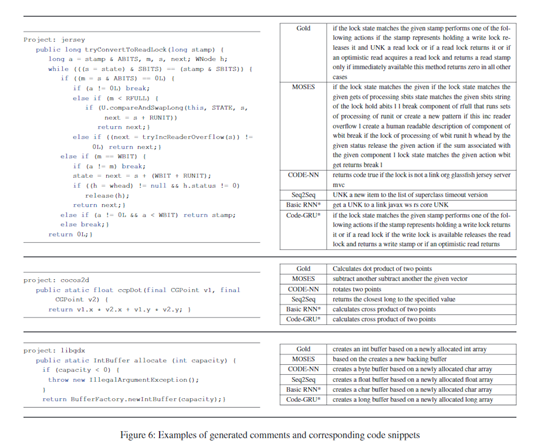 Project: jersey
public long tryConvertToReadLock(long stamp) {
long a = stamp & ABITS, m, s, next; WNode h;
while (((s = state) & SBITS) == (stamp & SBITS)) {
if ((m = s & ABITS) == 0L) {
if (a != 0L) break;
else if (m < RFULL) {
if (U.compareAndSwapLong(this, STATE, s,
next = s + RUNIT))
return next;}
else if ((next = tryIncReaderOverflow(s)) !=
0L) return next;}
else if (m == WBIT) {
if (a != m) break;
state = next = s + (WBIT + RUNIT);
if ((h = whead) != null && h.status != 0)
release(h);
return next;}
else if (a != 0L && a < WBIT) return stamp;
else break;}
return 0L;}
Gold
if the lock state matches the given stamp performs one of the fol-
lowing actions if the stamp represents holding a write lock re-
leases it and UNK a read lock or if a read lock returns it or if
an optimistic read acquires a read lock and returns a read stamp
only if immediately available this method returns zero in all other
cases
MOSES
if the lock state matches the given if the lock state matches the
given gets of processing sbits state matches the given sbits string
of the lock hold abits l l break component of rfull that runs sets
of processing of runit or create a new pattern if this inc reader
overflow l create a human readable description of component of
wbit break if the lock of processing of wbit runit h whead by the
given status release the given action if the sum associated with
the given component l lock state matches the given action wbit
get returns break l
CODE-NN
returns code true if the lock is not a link org glassfish jersey server
mvc
Seq2Seq
UNK a new item to the list of superclass timeout version
Basic RNN*
get a UNK to a link javax ws rs core UNK
Code-GRU*
if the lock state matches the given stamp performs one of the fol-
lowing actions if the stamp represents holding a write lock returns
it or if a read lock if the write lock is available releases the read
lock and returns a write stamp or if an optimistic read returns
project: cocos2d
public static float ccpDot(final CGPoint v1, final
CGPoint v2) {
return v1.x * v2.x + v1.y * v2.y; }
Gold Calculates dot product of two points
MOSES subtract another subtract another the given vector
CODE-NN rotates two points
Seq2Seq returns the closest long to the specified value
Basic RNN* calculates cross product of two points
Code-GRU* calculates cross product of two points
project: libgdx
public static IntBuffer allocate (int capacity) {
if (capacity < 0) {
throw new IllegalArgumentException();
}
return BufferFactory.newIntBuffer(capacity);}
Gold creates an int buffer based on a newly allocated int array
MOSES based on the creates a new backing buffer
CODE-NN creates a byte buffer based on a newly allocated char array
Seq2Seq creates a float buffer based on a newly allocated float array
Basic RNN* creates a char buffer based on a newly allocated char array
Code-GRU* creates a long buffer based on a newly allocated long array
Figure 6: Examples of generated comments and corresponding code snippets